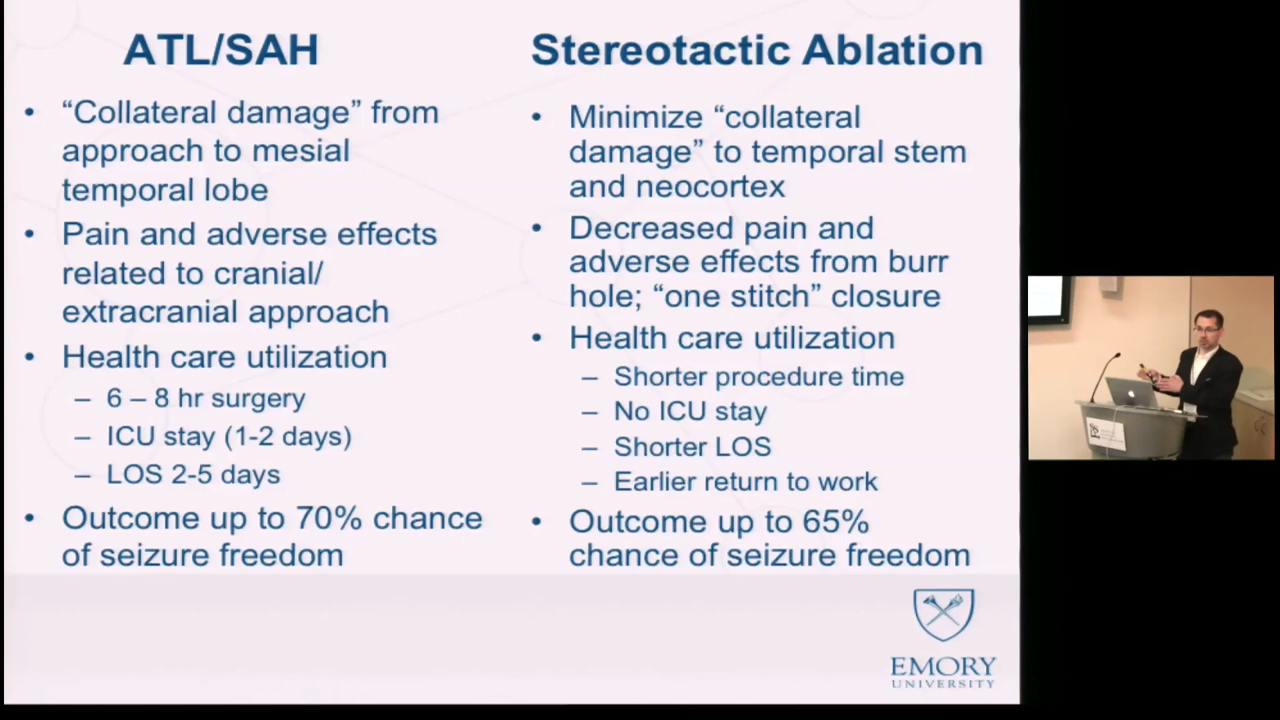 ATL/SAH
• “Collateral damage” from
approach to mesial
temporal lobe
• Pain and adverse effects
related to cranial/
extracranial approach
• Health care utilization
– 6 – 8 hr surgery
– ICU stay (1-2 days)
– LOS 2-5 days
• Outcome up to 70% chance
of seizure freedom
Stereotactic Ablation
• Minimize “collateral
damage” to temporal stem
and neocortex
• Decreased pain and
adverse effects from burr
hole; “one stitch” closure
• Health care utilization
– Shorter procedure time
– No ICU stay
– Shorter LOS
– Earlier return to work
• Outcome up to 65%
chance of seizure freedom
EMORY
UNIVERSITY